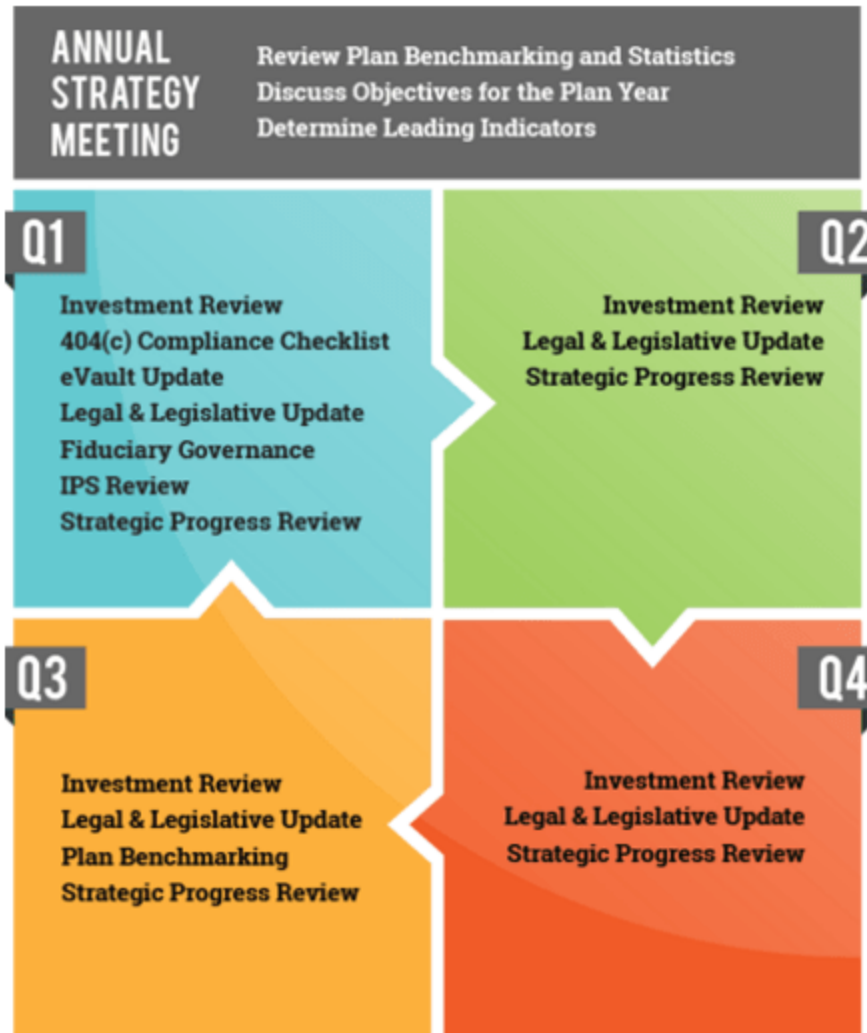 ANNUAL
STRATEGY
MEETING
Review Plan Benchmarking and Statistics
Discuss Objectives for the Plan Year
Determine Leading Indicators
Q1
Investment Review
404(c) Compliance Checklist
eVault Update
Legal & Legislative Update
Fiduciary Governance
IPS Review
Strategic Progress Review
Q2
Investment Review
Legal & Legislative Update
Strategic Progress Review
Q3
Investment Review
Legal & Legislative Update
Plan Benchmarking
Strategic Progress Review
Q4
Investment Review
Legal & Legislative Update
Strategic Progress Review